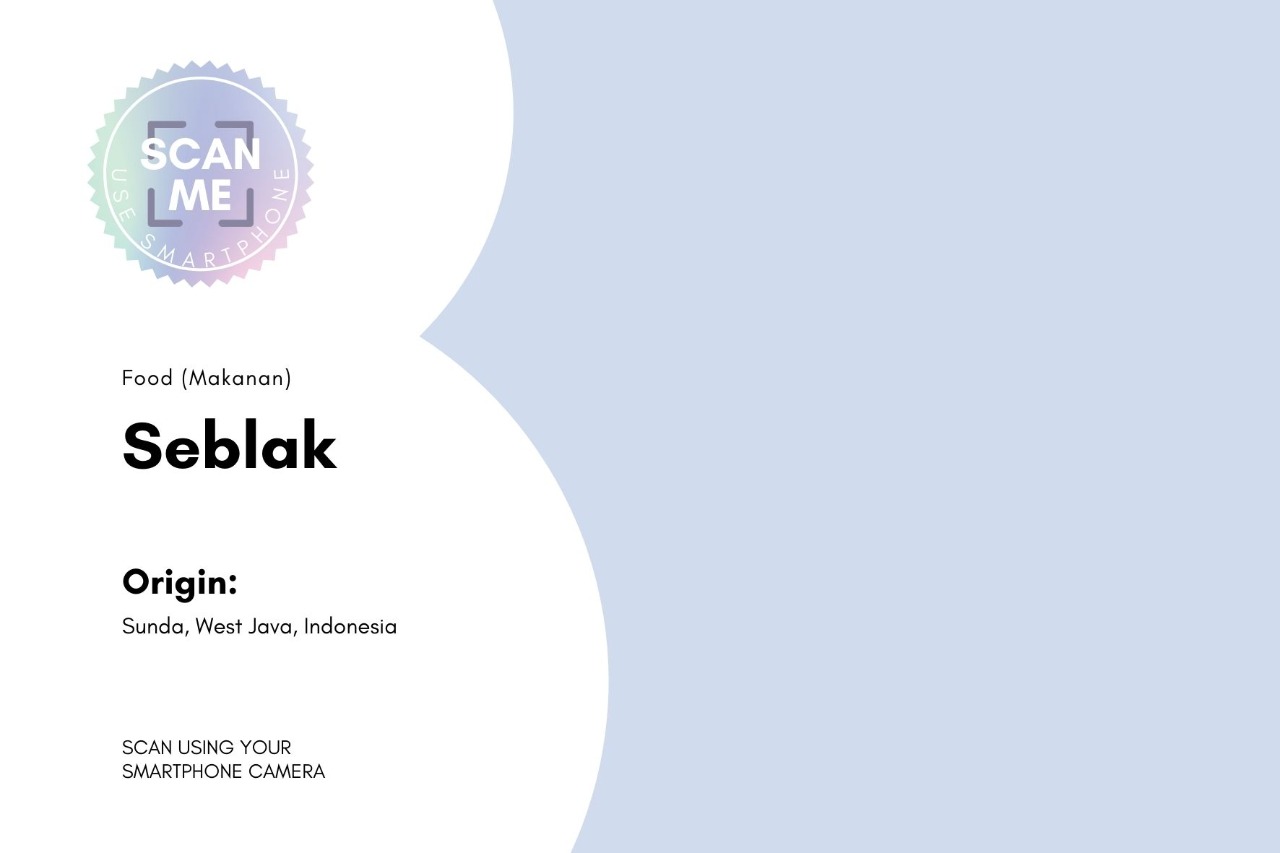 SCAN
ME
USE SMARTPHONE
Food (Makanan)
Seblak
Origin:
Sunda, West Java, Indonesia
SCAN USING YOUR
SMARTPHONE CAMERA